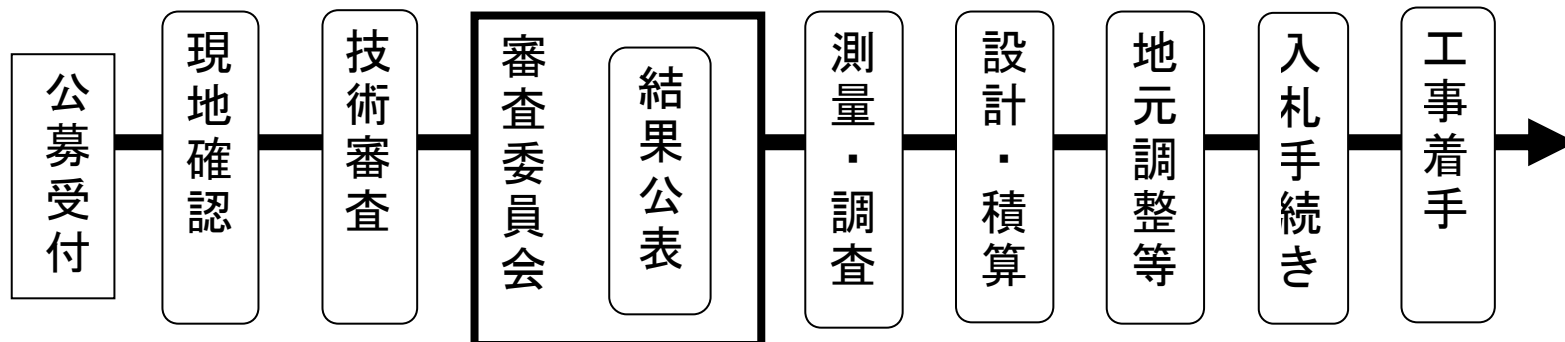 公募受付
現地確認
技術審査
審査委員会
結果公表
測量・調査
設計・積算
地元調整等
入札手続き
工事着手